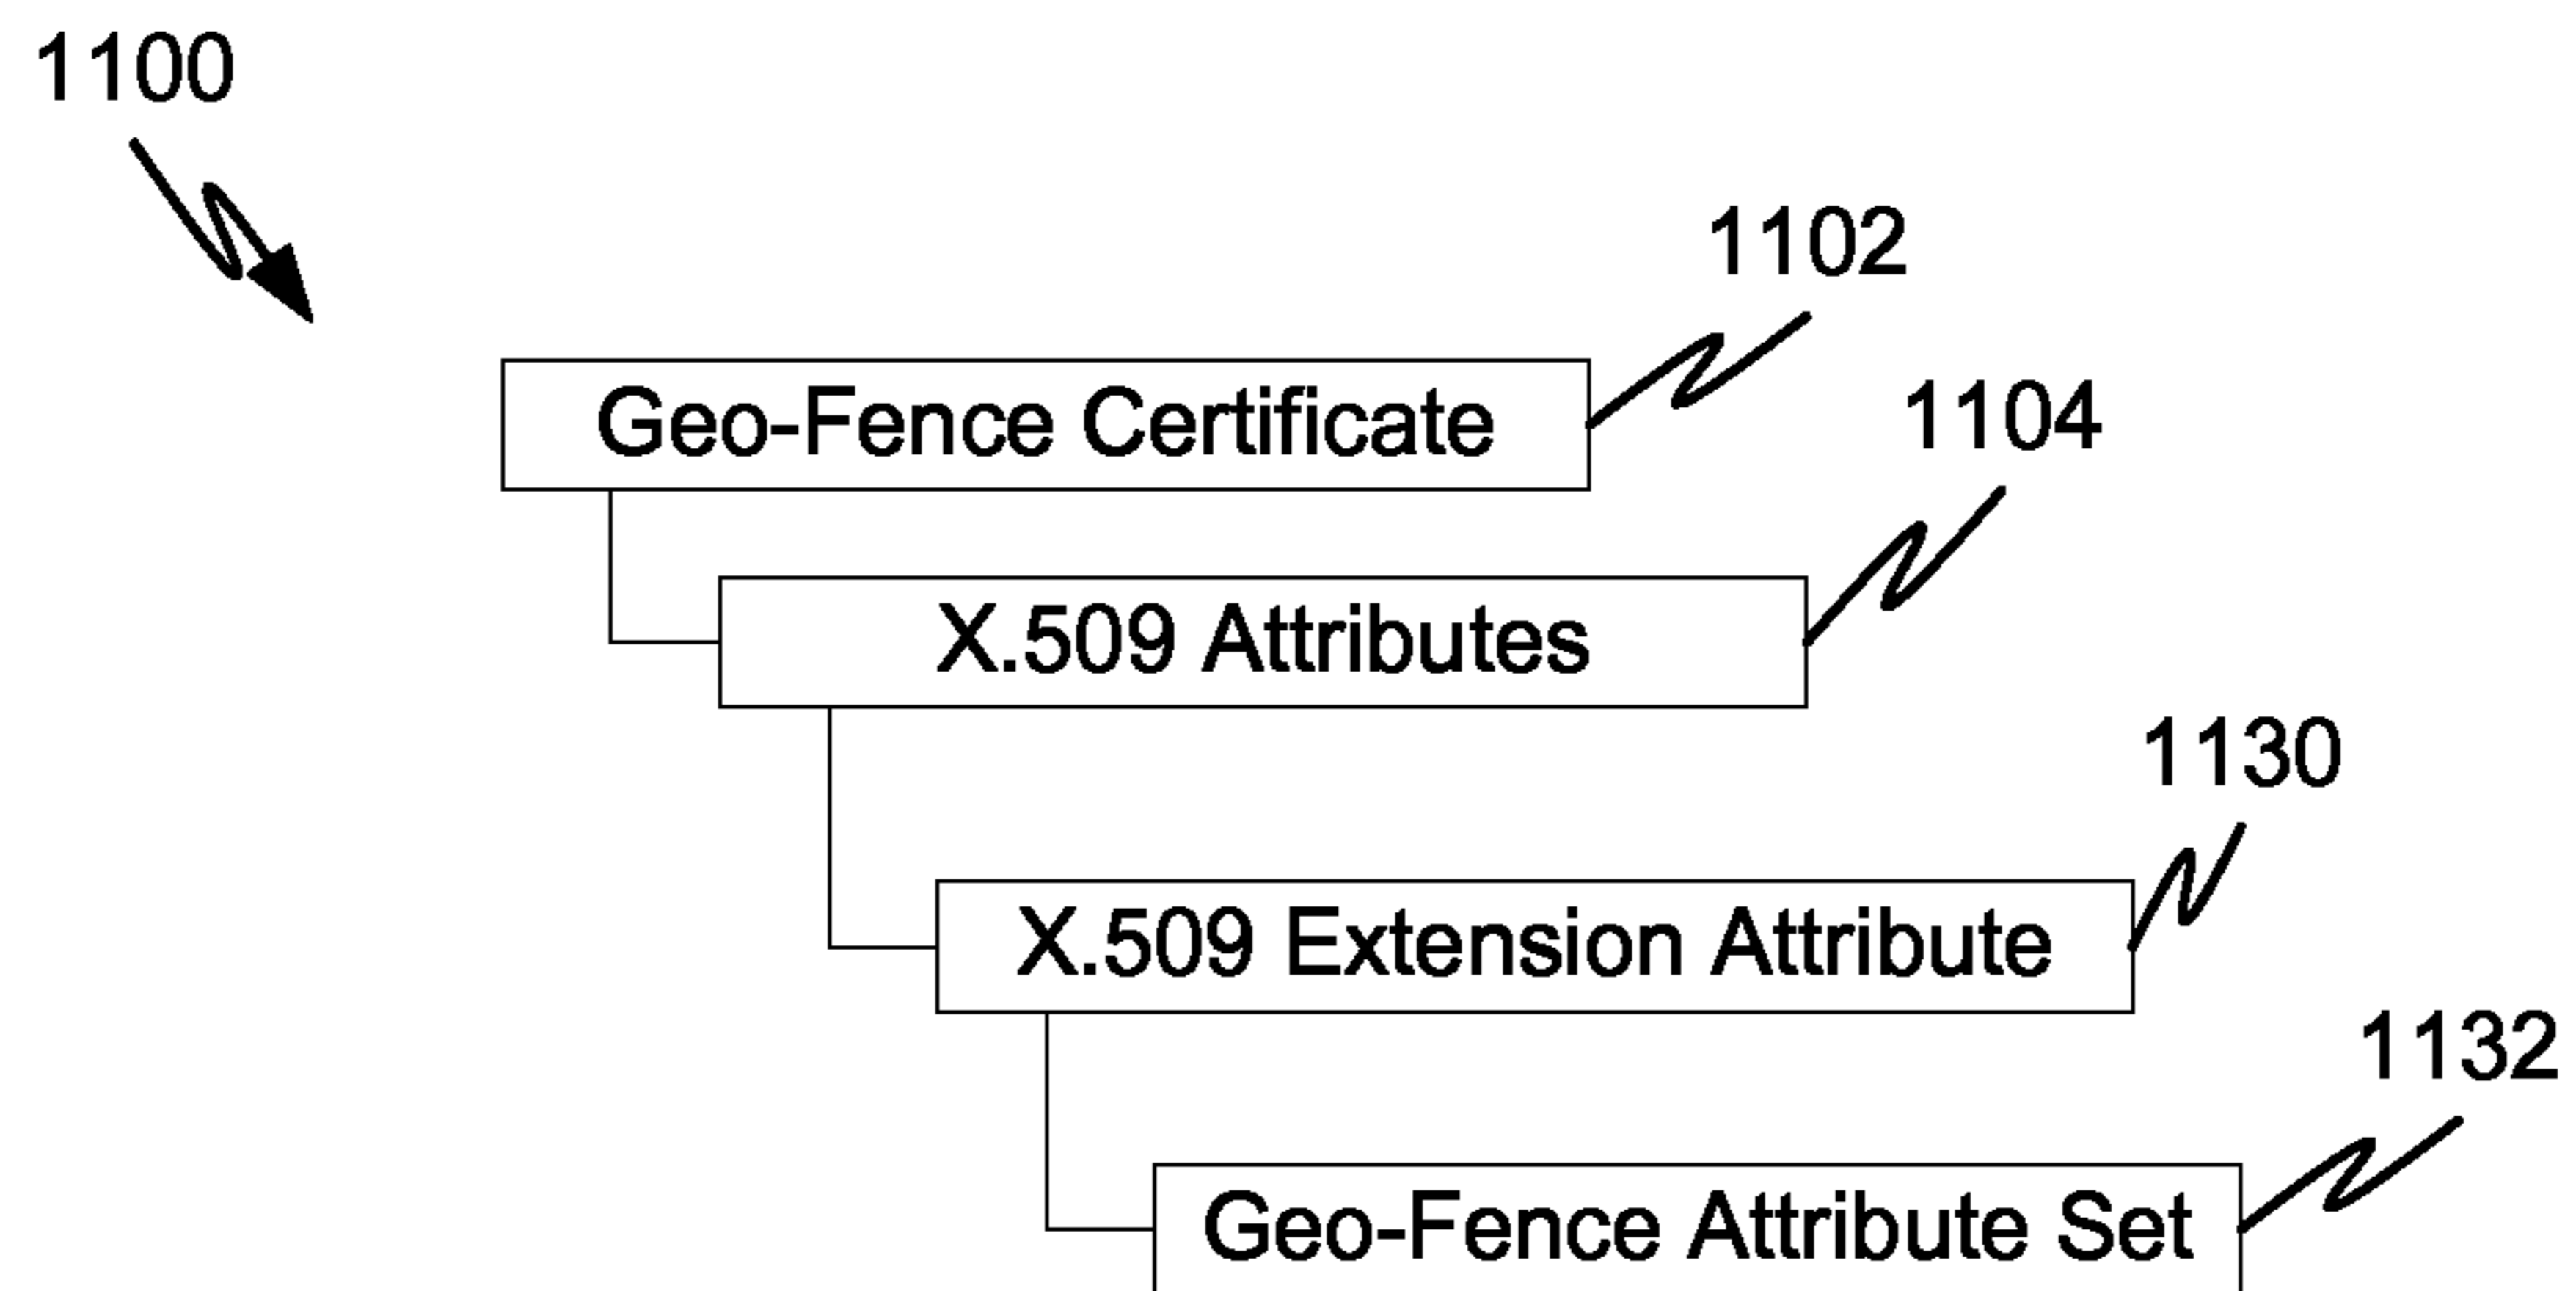 1100
1102
Geo-Fence Certificate
1104
X.509 Attributes
1130
X.509 Extension Attribute
1132
Geo-Fence Attribute Set